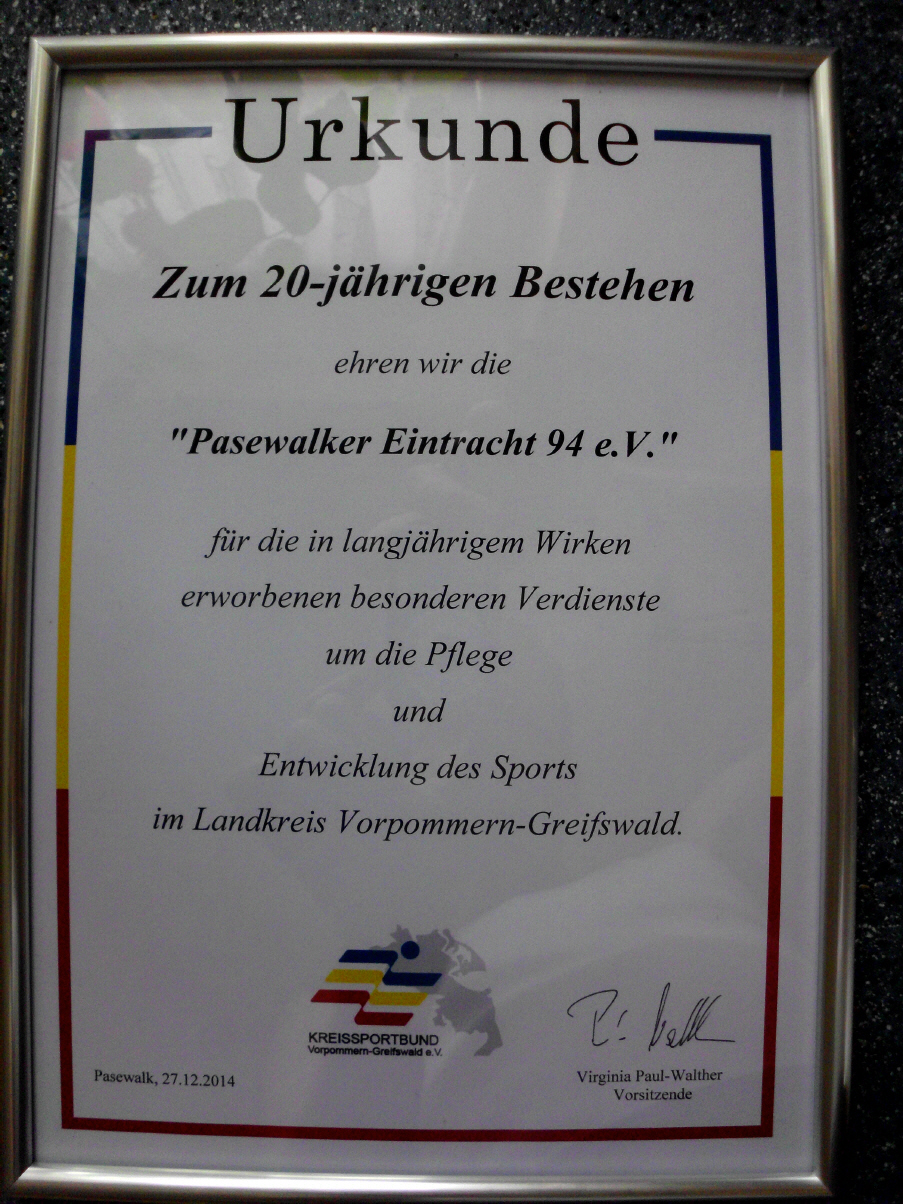 Urkunde
Zum 20-jährigen Bestehen
ehren wir die
"Pasewalker Eintracht 94 e.V."
für die in langjährigem Wirken
erworbenen besonderen Verdienste
um die Pflege
und
Entwicklung des Sports
im Landkreis Vorpommern-Greifswald.
KREISSPORTBUND
Vorpommern-Greifswald e.V.
Pasewalk, 27.12.2014
Virginia Paul-Walther
Vorsitzende